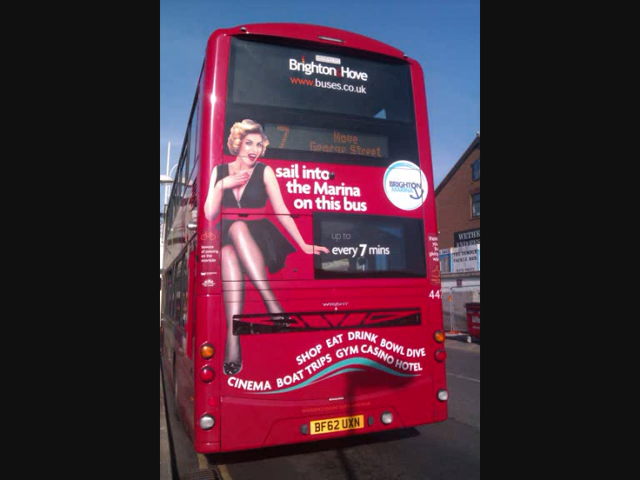 Brighton & Hove
www.buses.co.uk
7 Hove
George Street
sail into
the Marina
on this bus
BRIGHTON
MARINA
up to
every 7 mins
WRIGHT
SHOP EAT DRINK BOWL DIVE
CINEMA BOAT TRIPS GYM CASINO HOTEL
BF62 UXN